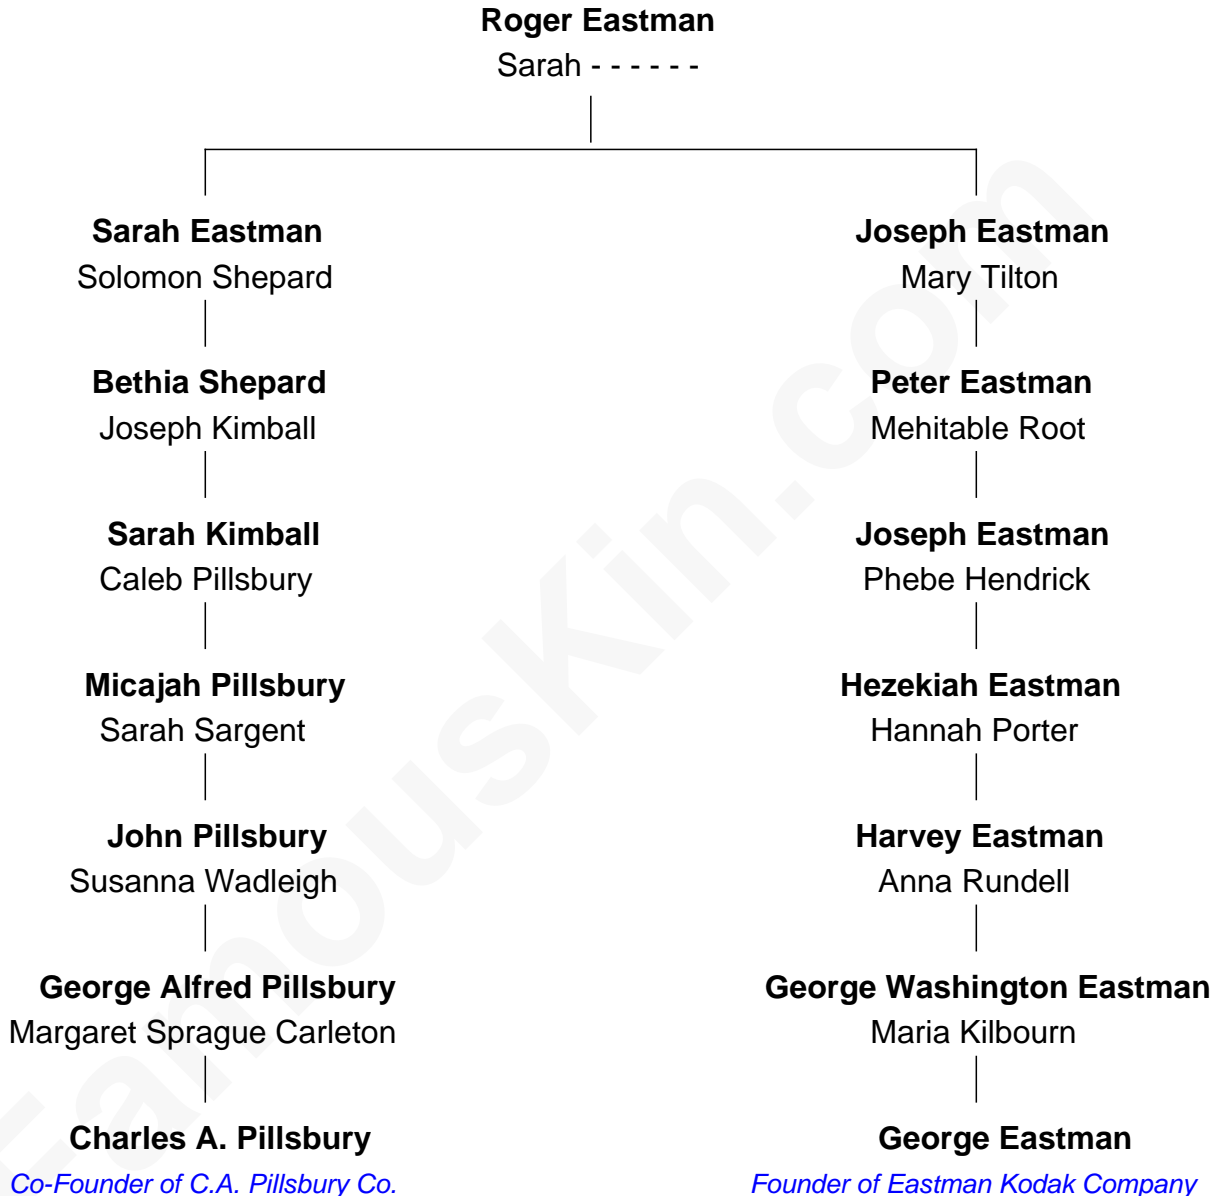 Roger Eastman
Sarah - - - - - -
Sarah Eastman
Solomon Shepard
Joseph Eastman
Mary Tilton
Bethia Shepard
Joseph Kimball
Peter Eastman
Mehitable Root
Sarah Kimball
Caleb Pillsbury
Joseph Eastman
Phebe Hendrick
Micajah Pillsbury
Sarah Sargent
Hezekiah Eastman
Hannah Porter
John Pillsbury
Susanna Wadleigh
Harvey Eastman
Anna Rundell
George Alfred Pillsbury
Margaret Sprague Carleton
George Washington Eastman
Maria Kilbourn
Charles A. Pillsbury
Co-Founder of C.A. Pillsbury Co.
George Eastman
Founder of Eastman Kodak Company
FamousKin.com